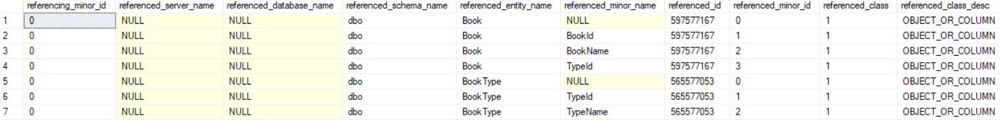 referencing_minor_id referenced_server_name referenced_database_name referenced_schema_name referenced_entity_name referenced_minor_name referenced_id referenced_minor_id referenced_class referenced_class_desc
1 0 NULL NULL dbo Book NULL 597577167 0 1 OBJECT_OR_COLUMN
2 0 NULL NULL dbo Book BookId 597577167 1 1 OBJECT_OR_COLUMN
3 0 NULL NULL dbo Book BookName 597577167 2 1 OBJECT_OR_COLUMN
4 0 NULL NULL dbo Book TypeId 597577167 3 1 OBJECT_OR_COLUMN
5 0 NULL NULL dbo BookType NULL 565577053 0 1 OBJECT_OR_COLUMN
6 0 NULL NULL dbo BookType TypeId 565577053 1 1 OBJECT_OR_COLUMN
7 0 NULL NULL dbo BookType TypeName 565577053 2 1 OBJECT_OR_COLUMN